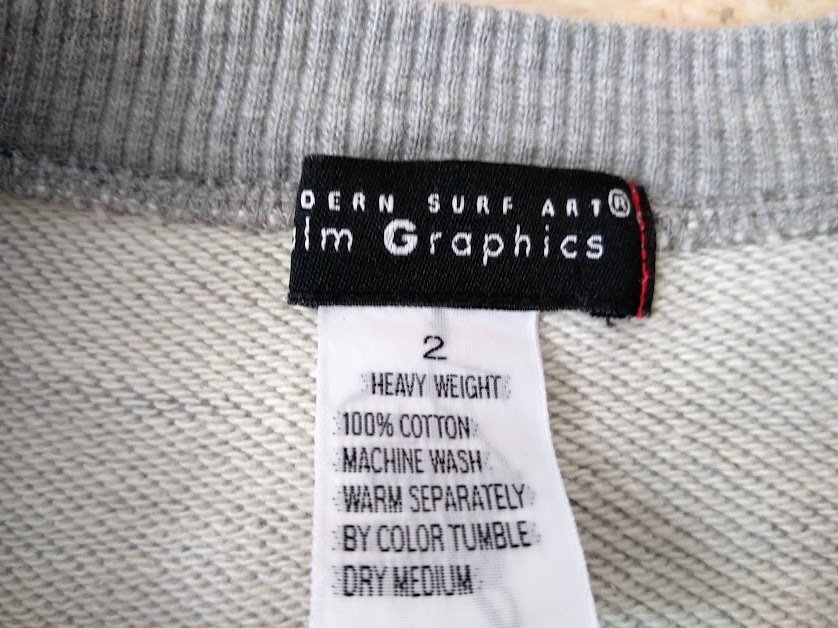 ODERN SURF ART®
lm Graphics
2
HEAVY WEIGHT
100% COTTON
MACHINE WASH
WARM SEPARATELY
BY COLOR TUMBLE
DRY MEDIUM